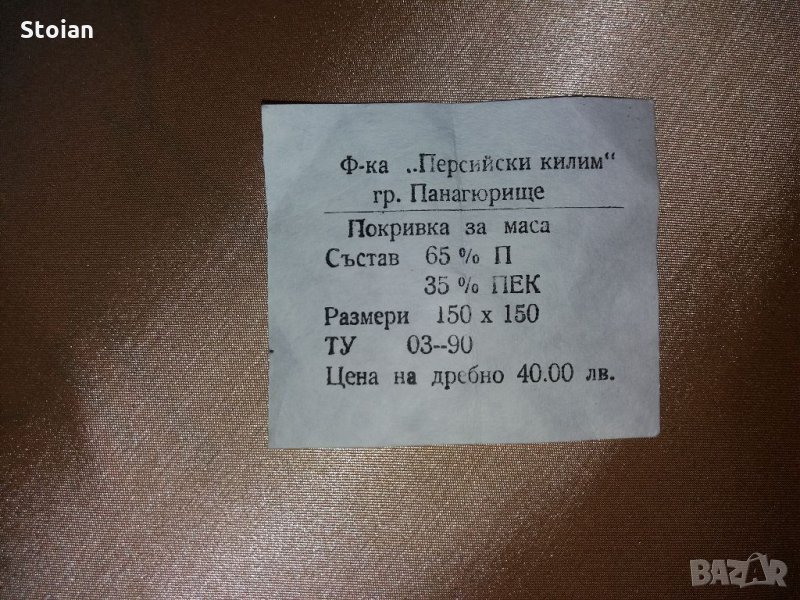 Stoian
Ф-ка „Персийски килим“
гр. Панагюрище
Покривка за маса
Състав 65 % П
35 % ПЕК
Размери 150 х 150
ТУ 03--90
Цена на дребно 40.00 лв.
BAZAR